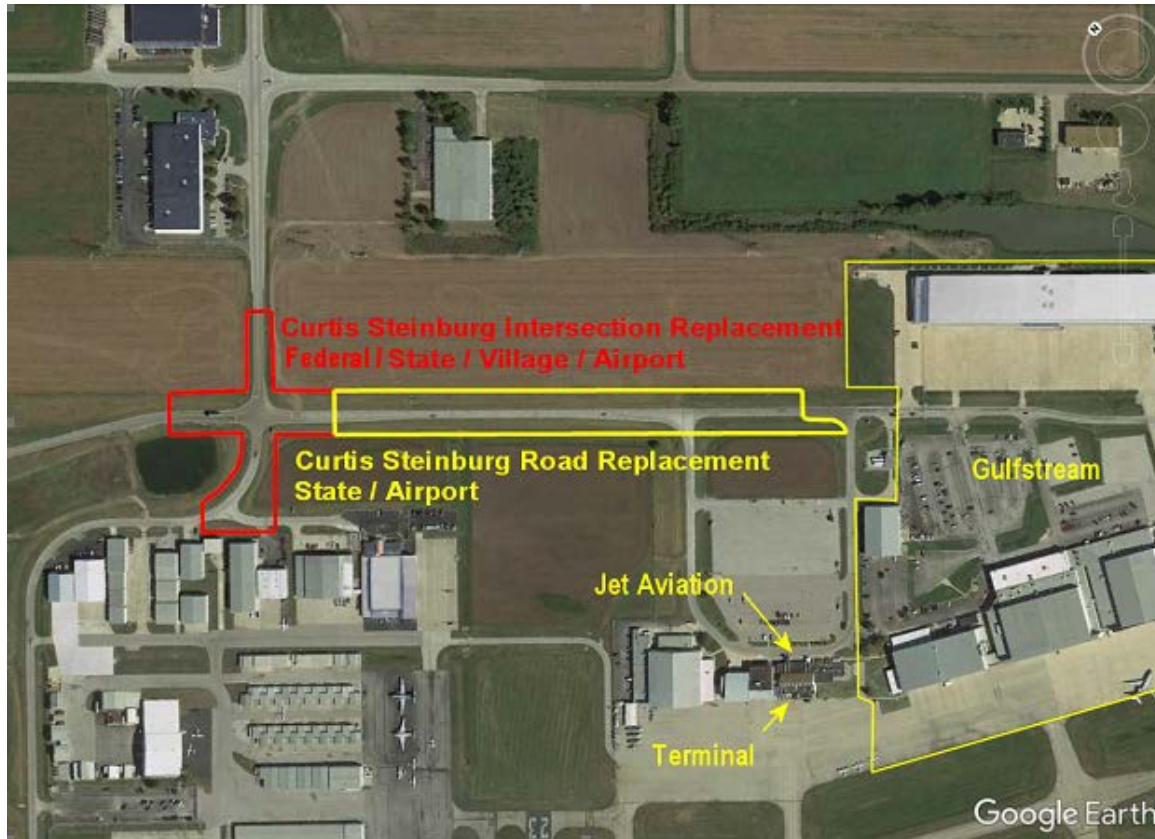 Curtis Steinburg Intersection Replacement
Federal / State / Village / Airport
Curtis Steinburg Road Replacement
State / Airport
Gulfstream
Jet Aviation
Terminal
23
Google Earth